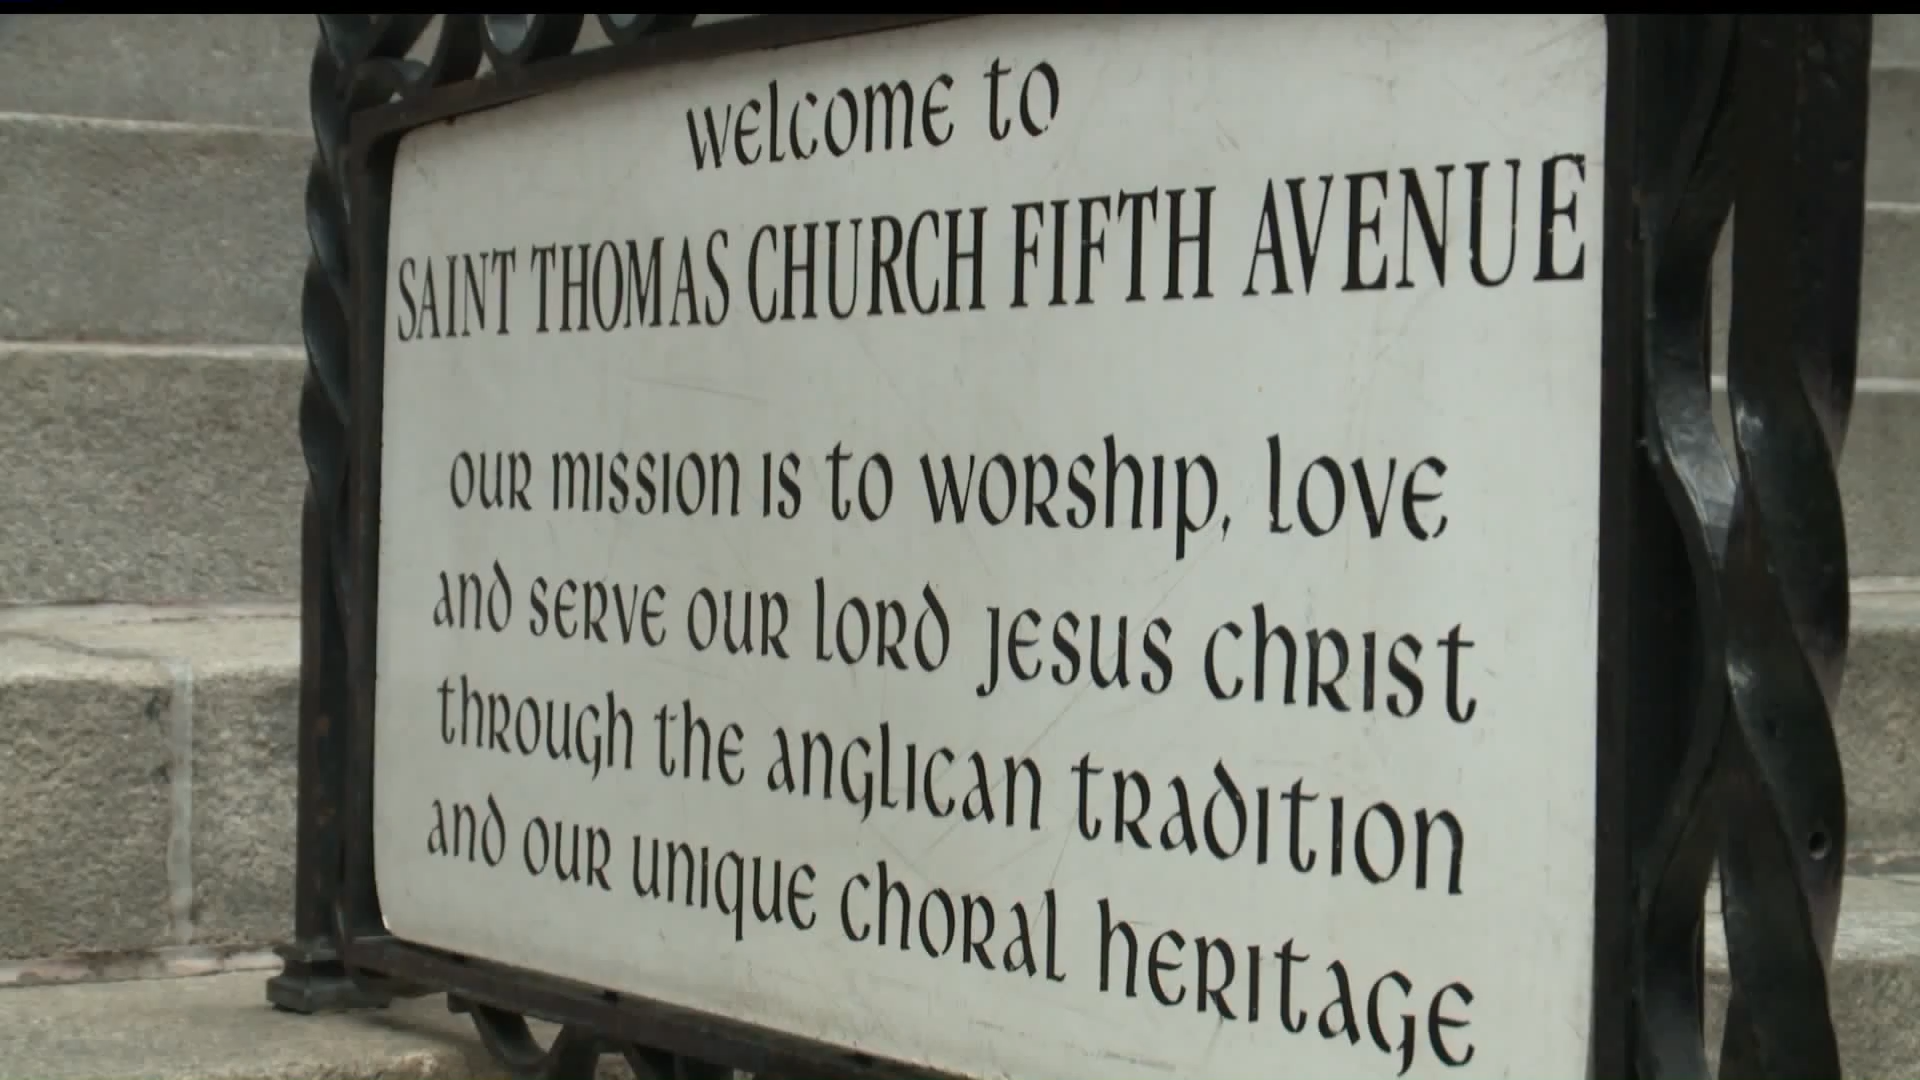 welcome to
SAINT THOMAS CHURCH FIFTH AVENUE
our mission is to worship, love
and serve our lord jesus christ
through the anglican tradition
and our unique choral heritage